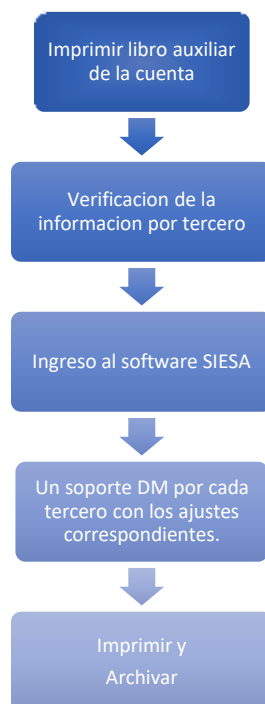 Imprimir libro auxiliar
de la cuenta
Verificacion de la
informacion por tercero
Ingreso al software SIESA
Un soporte DM por cada
tercero con los ajustes
correspondientes.
Imprimir y
Archivar